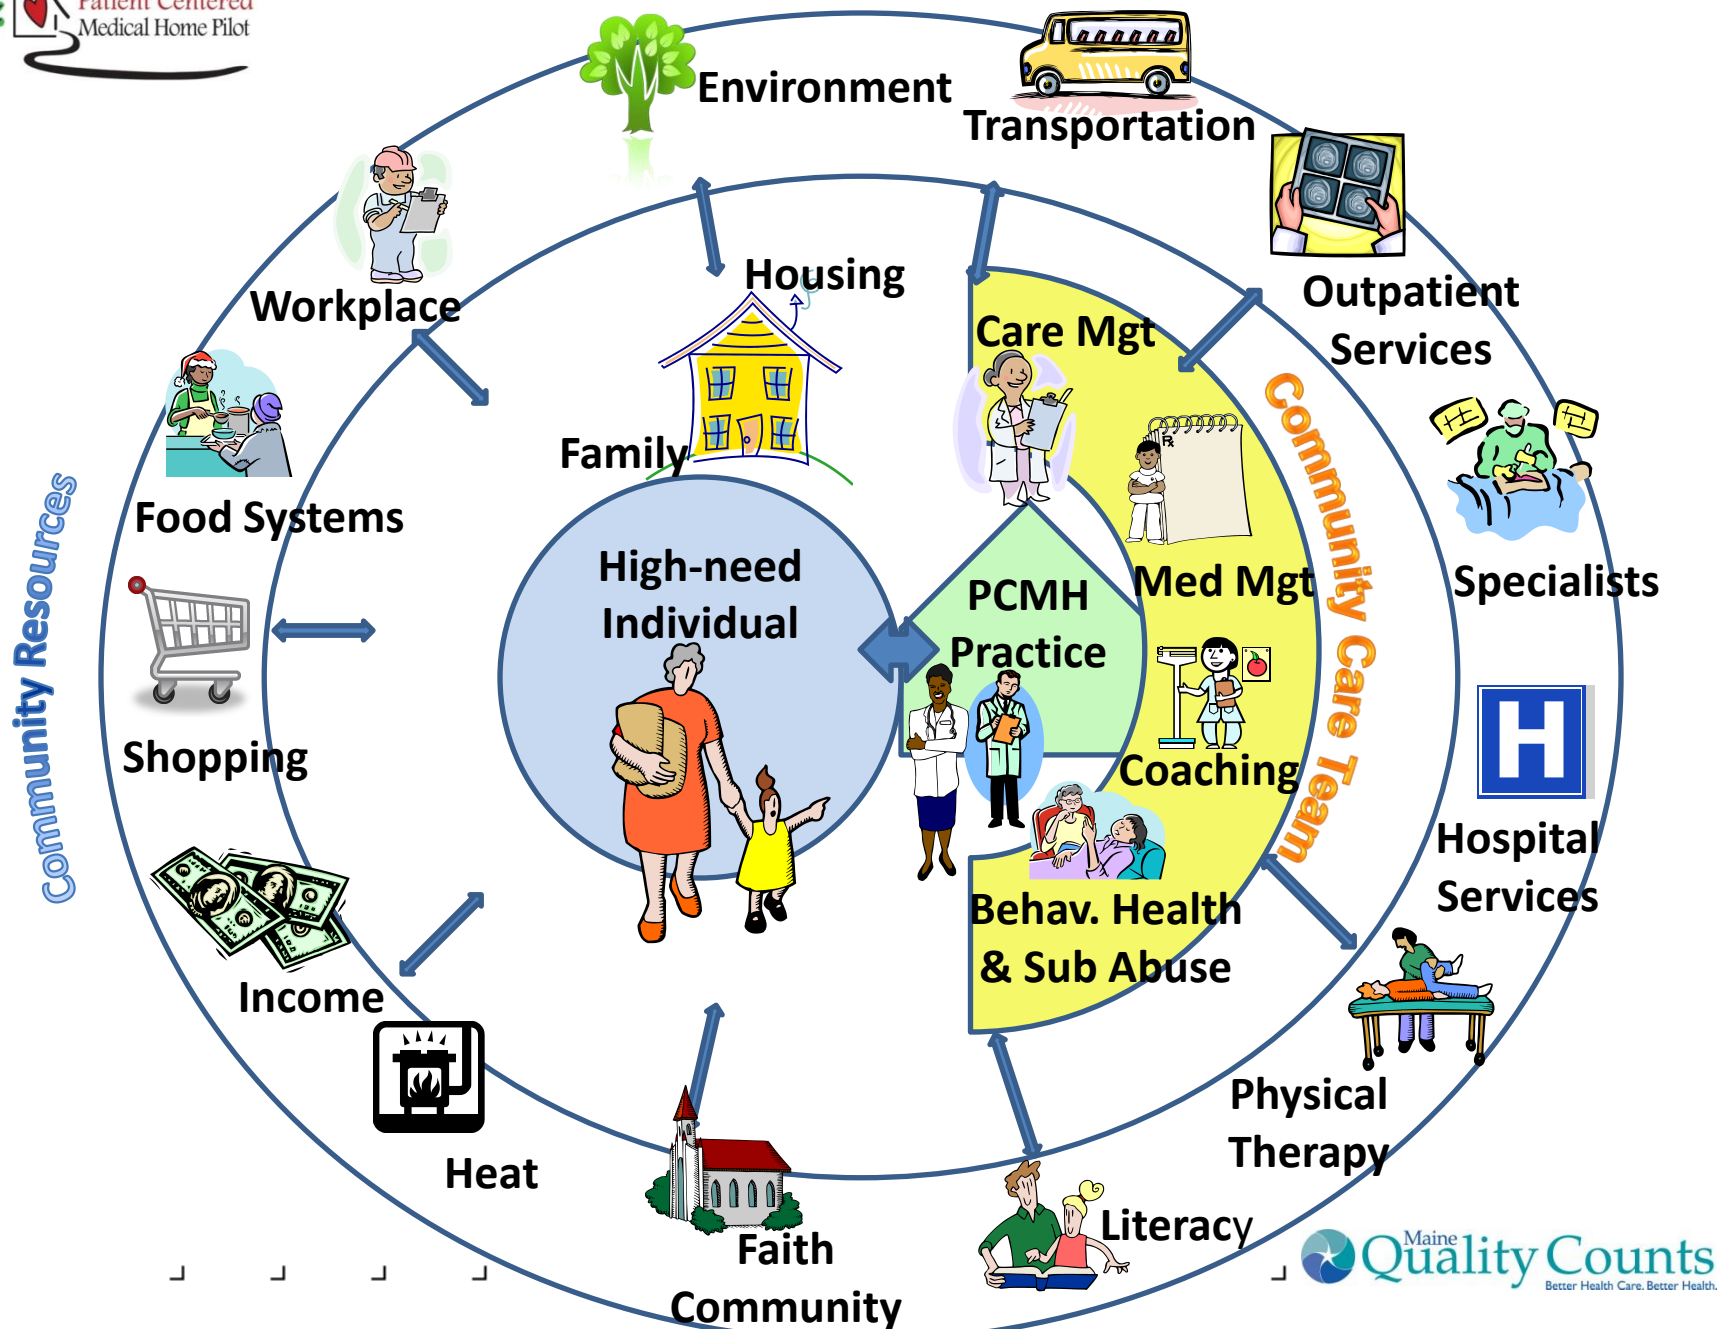 Patient Centered
Medical Home Pilot
Environment
Transportation
Workplace
Housing
Outpatient
Services
Care Mgt
Rx
Family
Food Systems
Community Resources
Community Care Team
High-need
Individual
PCMH
Practice
Med Mgt
Specialists
Shopping
Coaching
H
Hospital
Services
Behav. Health
& Sub Abuse
Income
Physical
Therapy
Heat
Faith
Community
Literacy
Maine
Quality Counts
Better Health Care. Better Health.